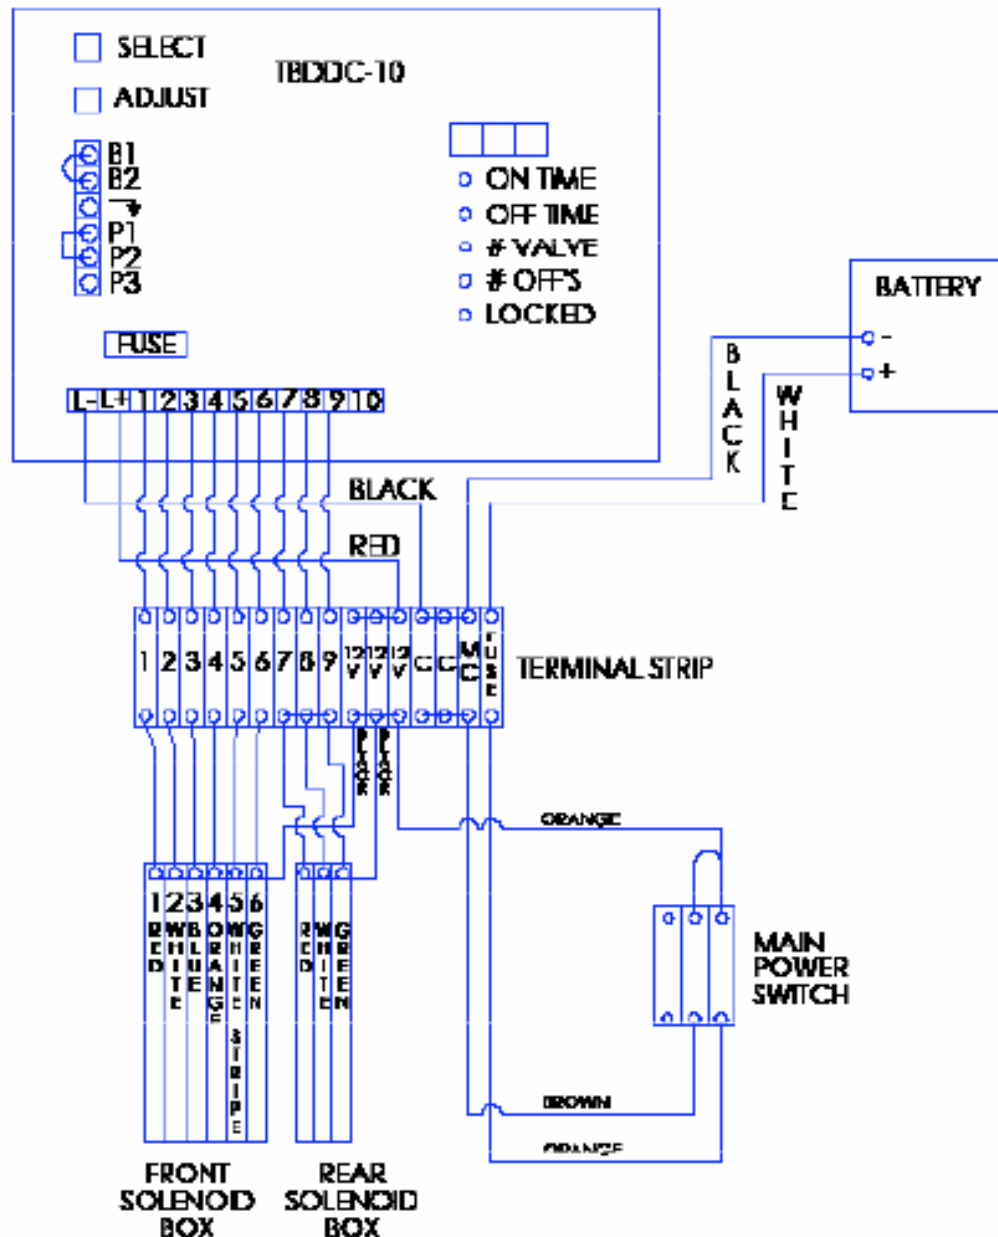 SELECT
TBDDC-10
ADJUST
B1
B2
P1
P2
P3
ON TIME
OFF TIME
# VALVE
# OFF'S
LOCKED
FUSE
L- L+ 1 2 3 4 5 6 7 8 9 10
BATTERY
-
+
BLACK
WHITE
BLACK
RED
1 2 3 4 5 6 7 8 9 12V 12V 12V C C MC FUSE
TERMINAL STRIP
BLACK
BLACK
ORANGE
1 2 3 4 5 6
RED
WHITE
BLUE
ORANGE
WHITE STRIPE
GREEN
RED
WHITE
GREEN
MAIN
POWER
SWITCH
BROWN
ORANGE
FRONT
SOLENOID
BOX
REAR
SOLENOID
BOX